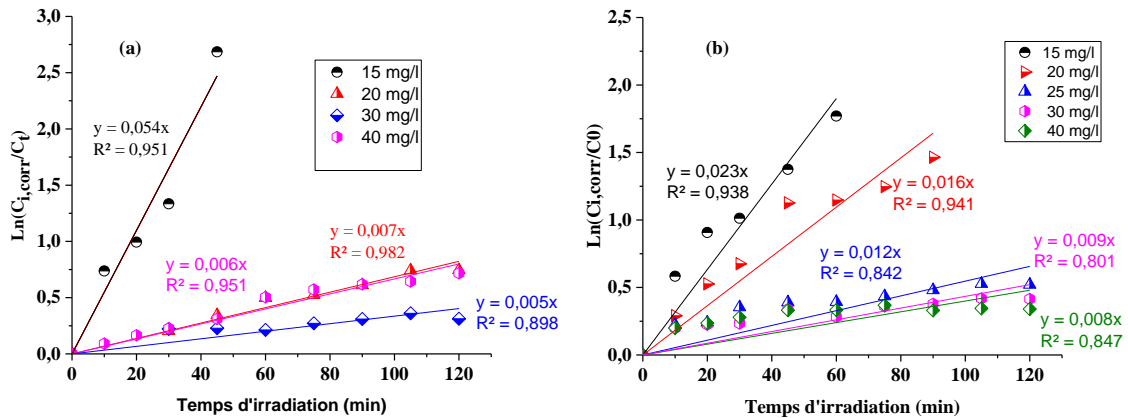 (a)
15 mg/l
20 mg/l
30 mg/l
40 mg/l
y = 0,054x
R² = 0,951
y = 0,007x
R² = 0,982
y = 0,006x
R² = 0,951
y = 0,005x
R² = 0,898
Ln(Ci,corr/Ct)
3,0
2,5
2,0
1,5
1,0
0,5
0,0
0 20 40 60 80 100 120
Temps d'irradiation (min)
(b)
15 mg/l
20 mg/l
25 mg/l
30 mg/l
40 mg/l
y = 0,023x
R² = 0,938
y = 0,016x
R² = 0,941
y = 0,012x
R² = 0,842
y = 0,009x
R² = 0,801
y = 0,008x
R² = 0,847
Ln(Ci,corr/C0)
2,5
2,0
1,5
1,0
0,5
0,0
0 20 40 60 80 100 120
Temps d'irradiation (min)